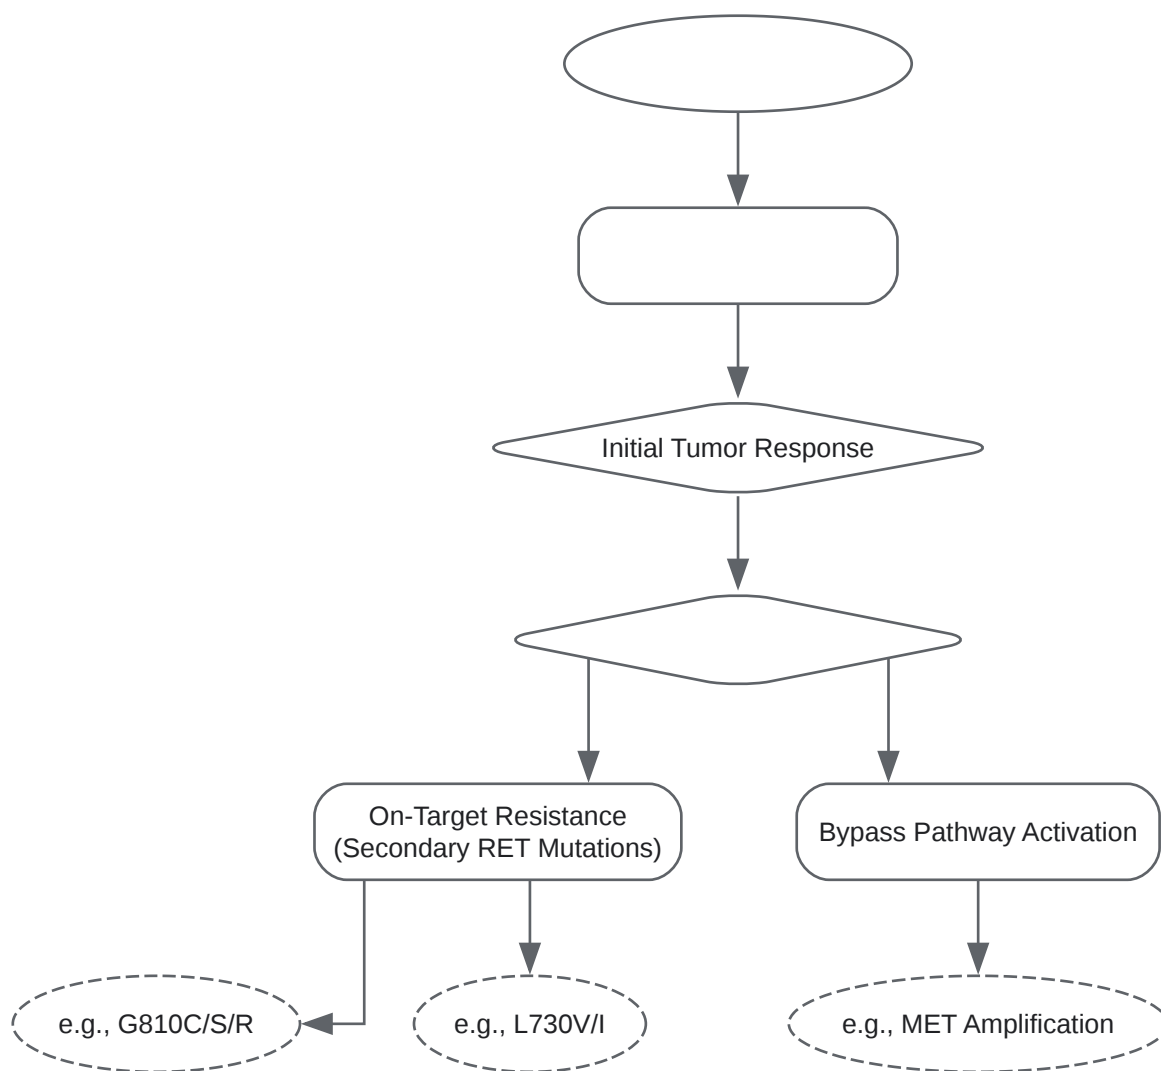 Initial Tumor Response
On-Target Resistance
(Secondary RET Mutations)
Bypass Pathway Activation
e.g., G810C/S/R
e.g., L730V/I
e.g., MET Amplification